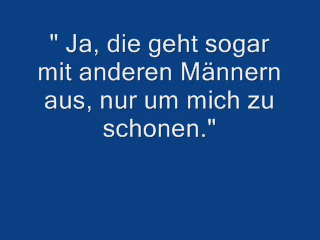 " Ja, die geht sogar
mit anderen Männern
aus, nur um mich zu
schonen."